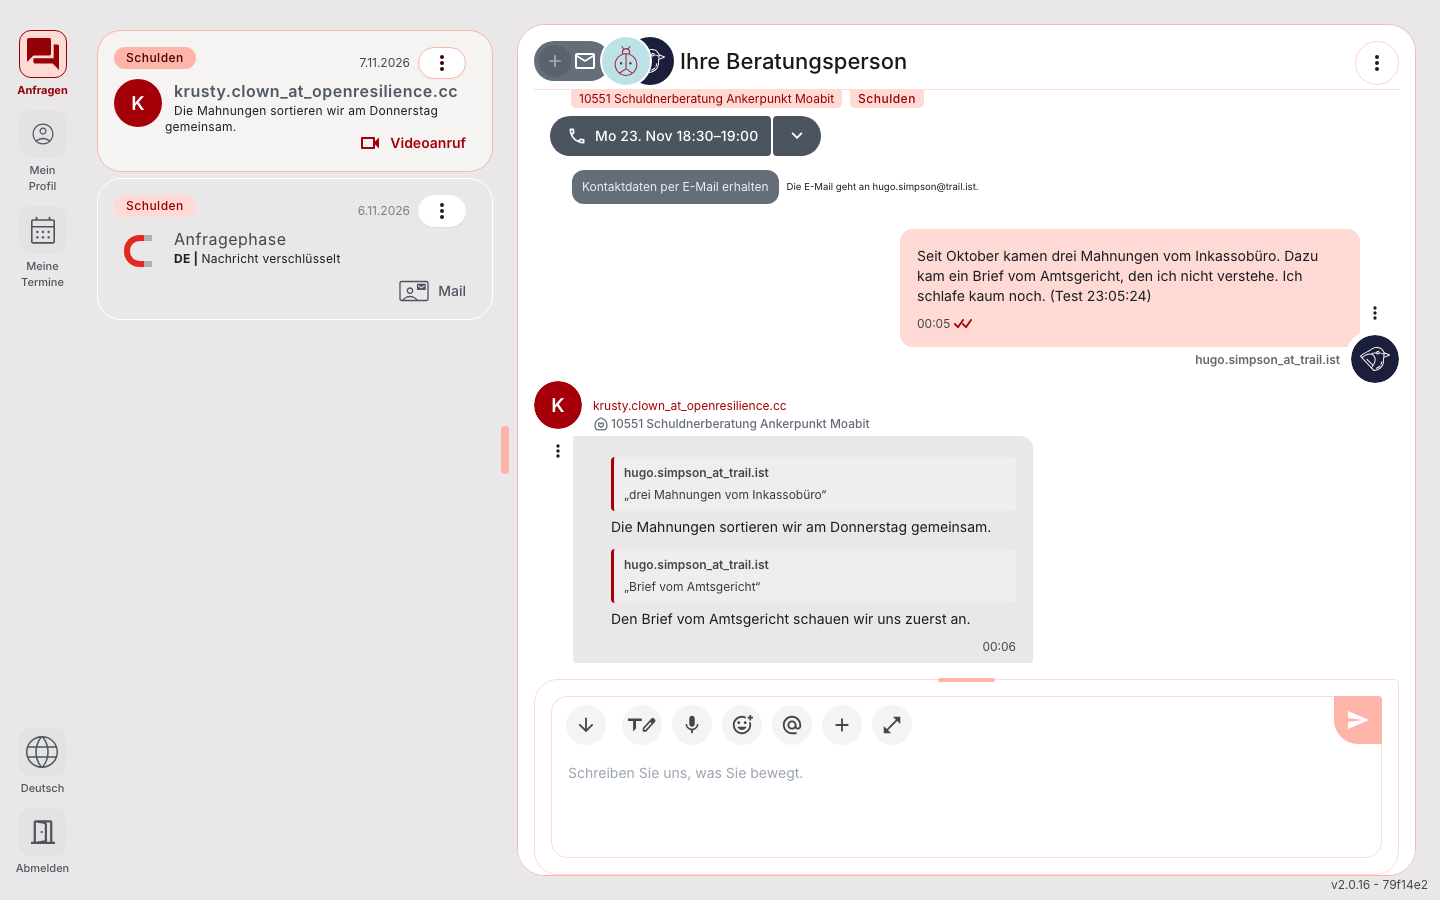 Anfragen
Mein
Profil
Meine
Termine
Deutsch
Abmelden
Schulden
7.11.2026
K
krusty.clown_at_openresilience.cc
Die Mahnungen sortieren wir am Donnerstag
gemeinsam.
Videoanruf
Schulden
6.11.2026
Anfragephase
DE | Nachricht verschlüsselt
Mail
Ihre Beratungsperson
10551 Schuldnerberatung Ankerpunkt Moabit
Schulden
Mo 23. Nov 18:30–19:00
Kontaktdaten per E-Mail erhalten
Die E-Mail geht an hugo.simpson@trail.ist.
Seit Oktober kamen drei Mahnungen vom Inkassobüro. Dazu
kam ein Brief vom Amtsgericht, den ich nicht verstehe. Ich
schlafe kaum noch. (Test 23:05:24)
00:05
hugo.simpson_at_trail.ist
K
krusty.clown_at_openresilience.cc
10551 Schuldnerberatung Ankerpunkt Moabit
hugo.simpson_at_trail.ist
„drei Mahnungen vom Inkassobüro“
Die Mahnungen sortieren wir am Donnerstag gemeinsam.
hugo.simpson_at_trail.ist
„Brief vom Amtsgericht“
Den Brief vom Amtsgericht schauen wir uns zuerst an.
00:06
T
Schreiben Sie uns, was Sie bewegt.
v2.0.16 - 79f14e2